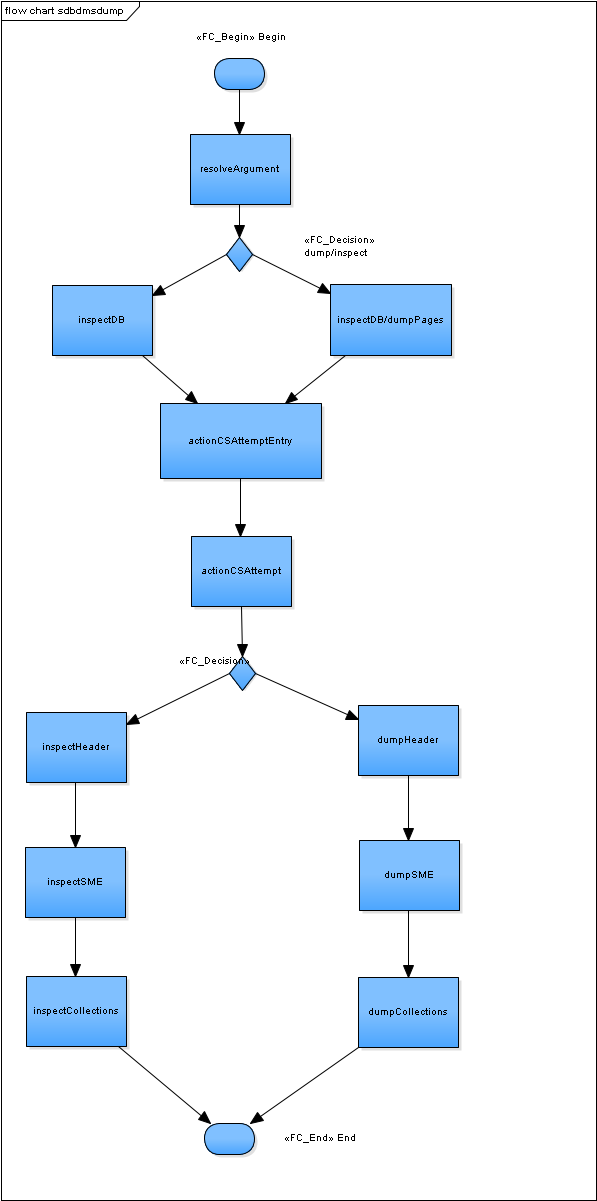 flow chart sdbdmsdump
«FC_Begin» Begin
resolveArgument
«FC_Decision»
dump/inspect
inspectDB
inspectDB/dumpPages
actionCSAttemptEntry
actionCSAttempt
«FC_Decision»
inspectHeader
dumpHeader
inspectSME
dumpSME
inspectCollections
dumpCollections
«FC_End» End